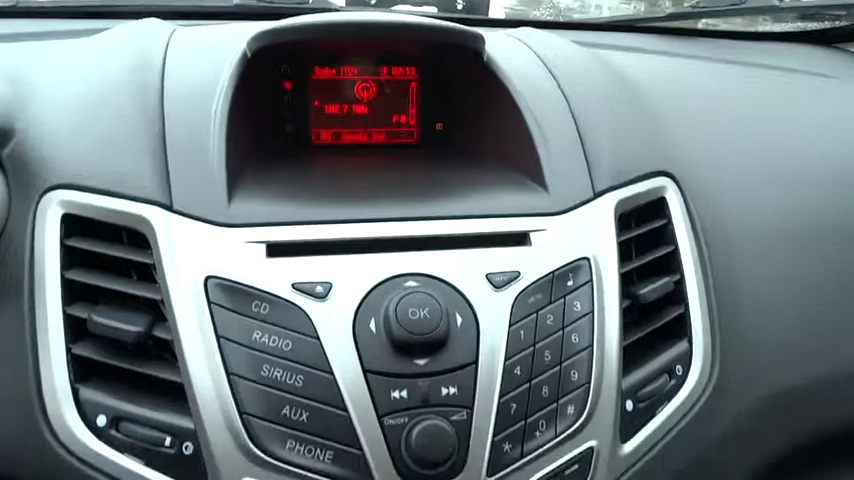 102.7 MHz
CD
RADIO
SIRIUS
AUX
PHONE
OK
ON/OFF
MENU
1 2 3
4 5 6
7 8 9
* 0 #